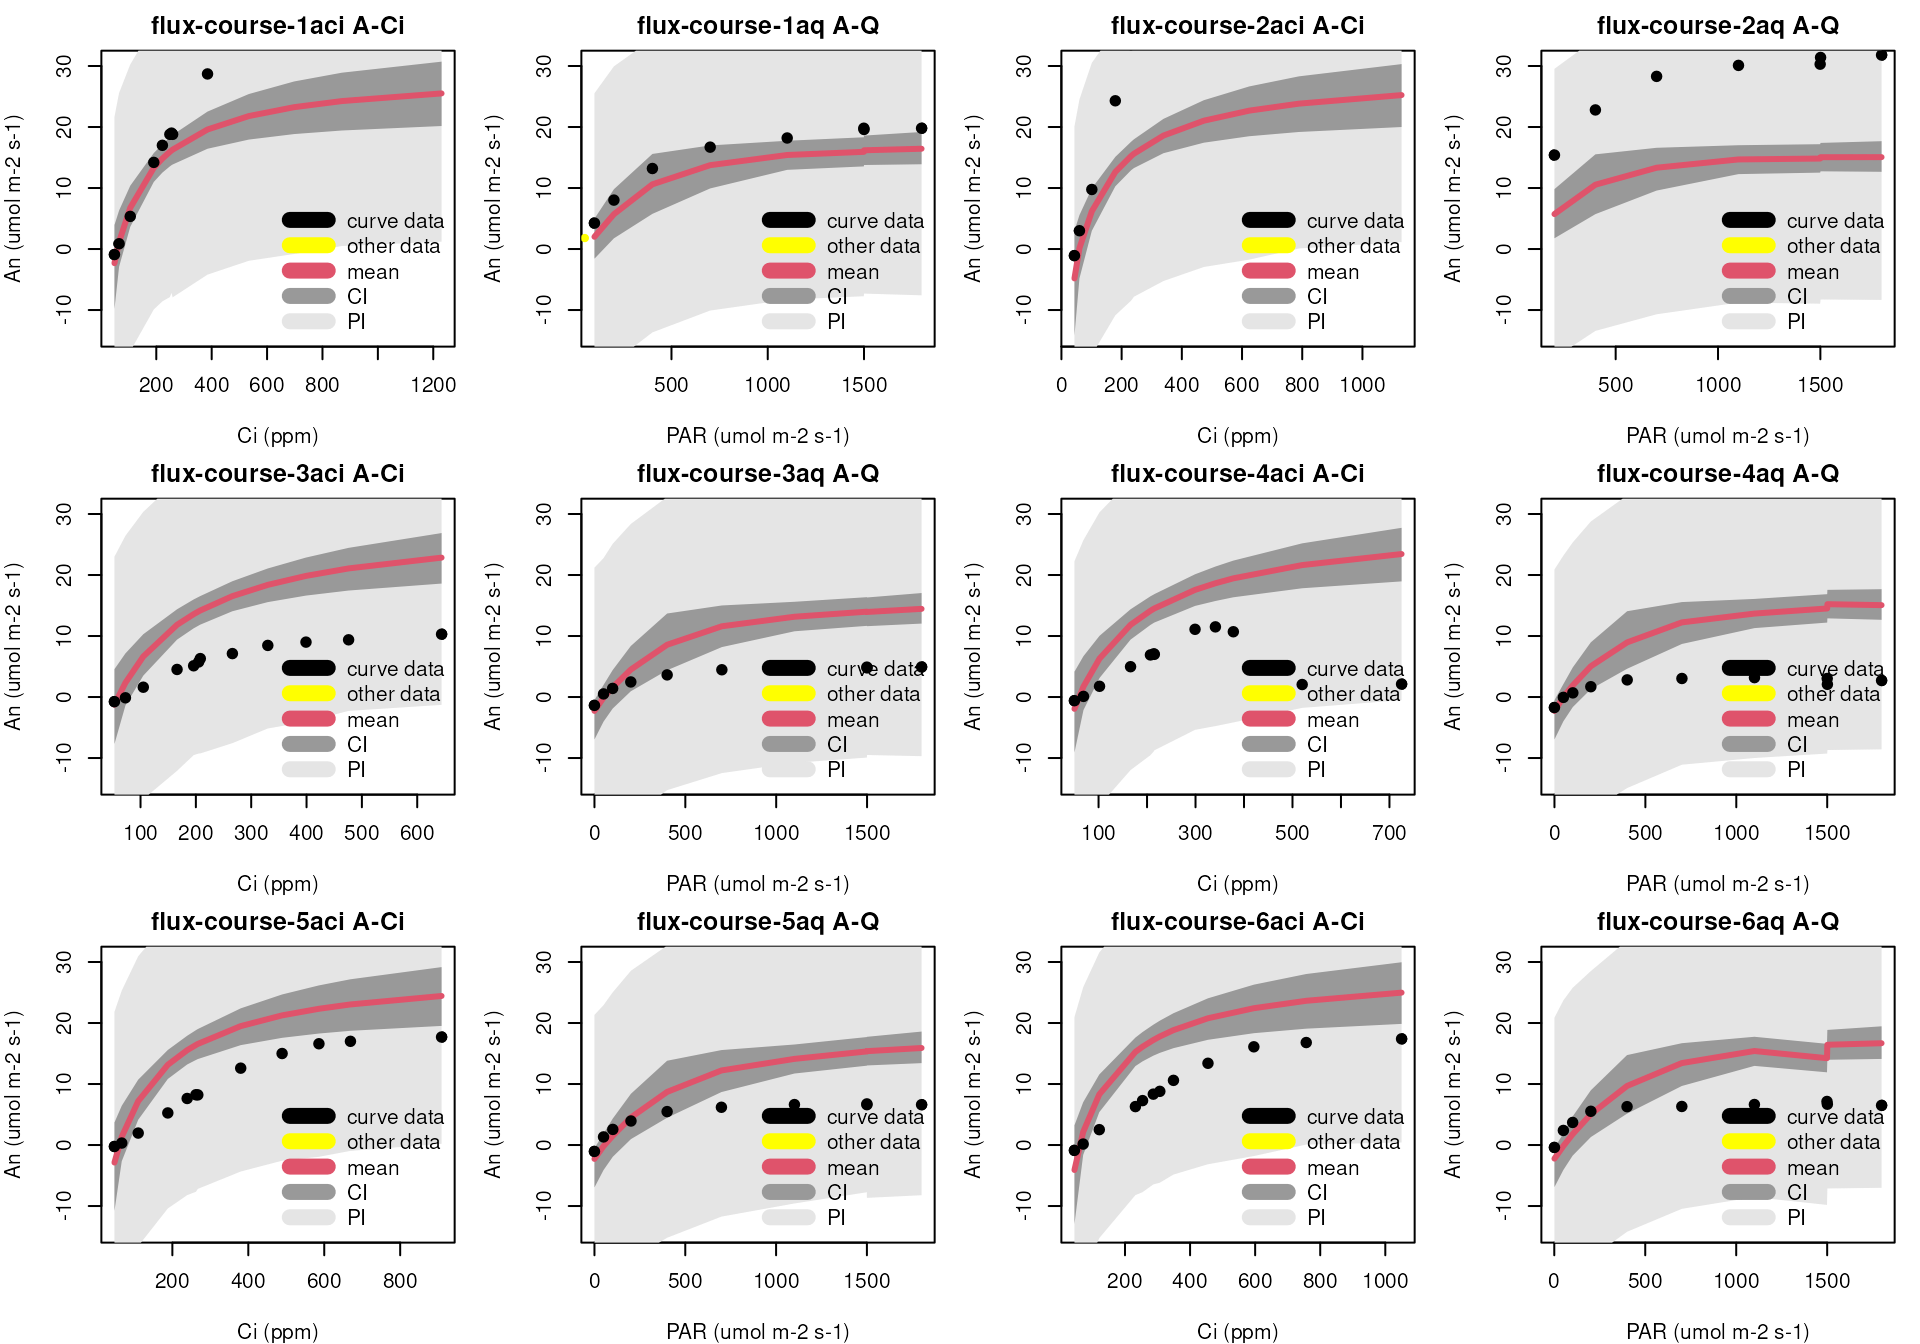 flux-course-1aci A-Ci
An (umol m-2 s-1)
30
20
10
0
-10
curve data
other data
mean
CI
PI
200 400 600 800 1200
Ci (ppm)
flux-course-1aq A-Q
An (umol m-2 s-1)
30
20
10
0
-10
curve data
other data
mean
CI
PI
500 1000 1500
PAR (umol m-2 s-1)
flux-course-2aci A-Ci
An (umol m-2 s-1)
30
20
10
0
-10
curve data
other data
mean
CI
PI
0 200 400 600 800 1000
Ci (ppm)
flux-course-2aq A-Q
An (umol m-2 s-1)
30
20
10
0
-10
curve data
other data
mean
CI
PI
500 1000 1500
PAR (umol m-2 s-1)
flux-course-3aci A-Ci
An (umol m-2 s-1)
30
20
10
0
-10
curve data
other data
mean
CI
PI
100 200 300 400 500 600
Ci (ppm)
flux-course-3aq A-Q
An (umol m-2 s-1)
30
20
10
0
-10
curve data
other data
mean
CI
PI
0 500 1000 1500
PAR (umol m-2 s-1)
flux-course-4aci A-Ci
An (umol m-2 s-1)
30
20
10
0
-10
curve data
other data
mean
CI
PI
100 300 500 700
Ci (ppm)
flux-course-4aq A-Q
An (umol m-2 s-1)
30
20
10
0
-10
curve data
other data
mean
CI
PI
0 500 1000 1500
PAR (umol m-2 s-1)
flux-course-5aci A-Ci
An (umol m-2 s-1)
30
20
10
0
-10
curve data
other data
mean
CI
PI
200 400 600 800
Ci (ppm)
flux-course-5aq A-Q
An (umol m-2 s-1)
30
20
10
0
-10
curve data
other data
mean
CI
PI
0 500 1000 1500
PAR (umol m-2 s-1)
flux-course-6aci A-Ci
An (umol m-2 s-1)
30
20
10
0
-10
curve data
other data
mean
CI
PI
200 400 600 800 1000
Ci (ppm)
flux-course-6aq A-Q
An (umol m-2 s-1)
30
20
10
0
-10
curve data
other data
mean
CI
PI
0 500 1000 1500
PAR (umol m-2 s-1)